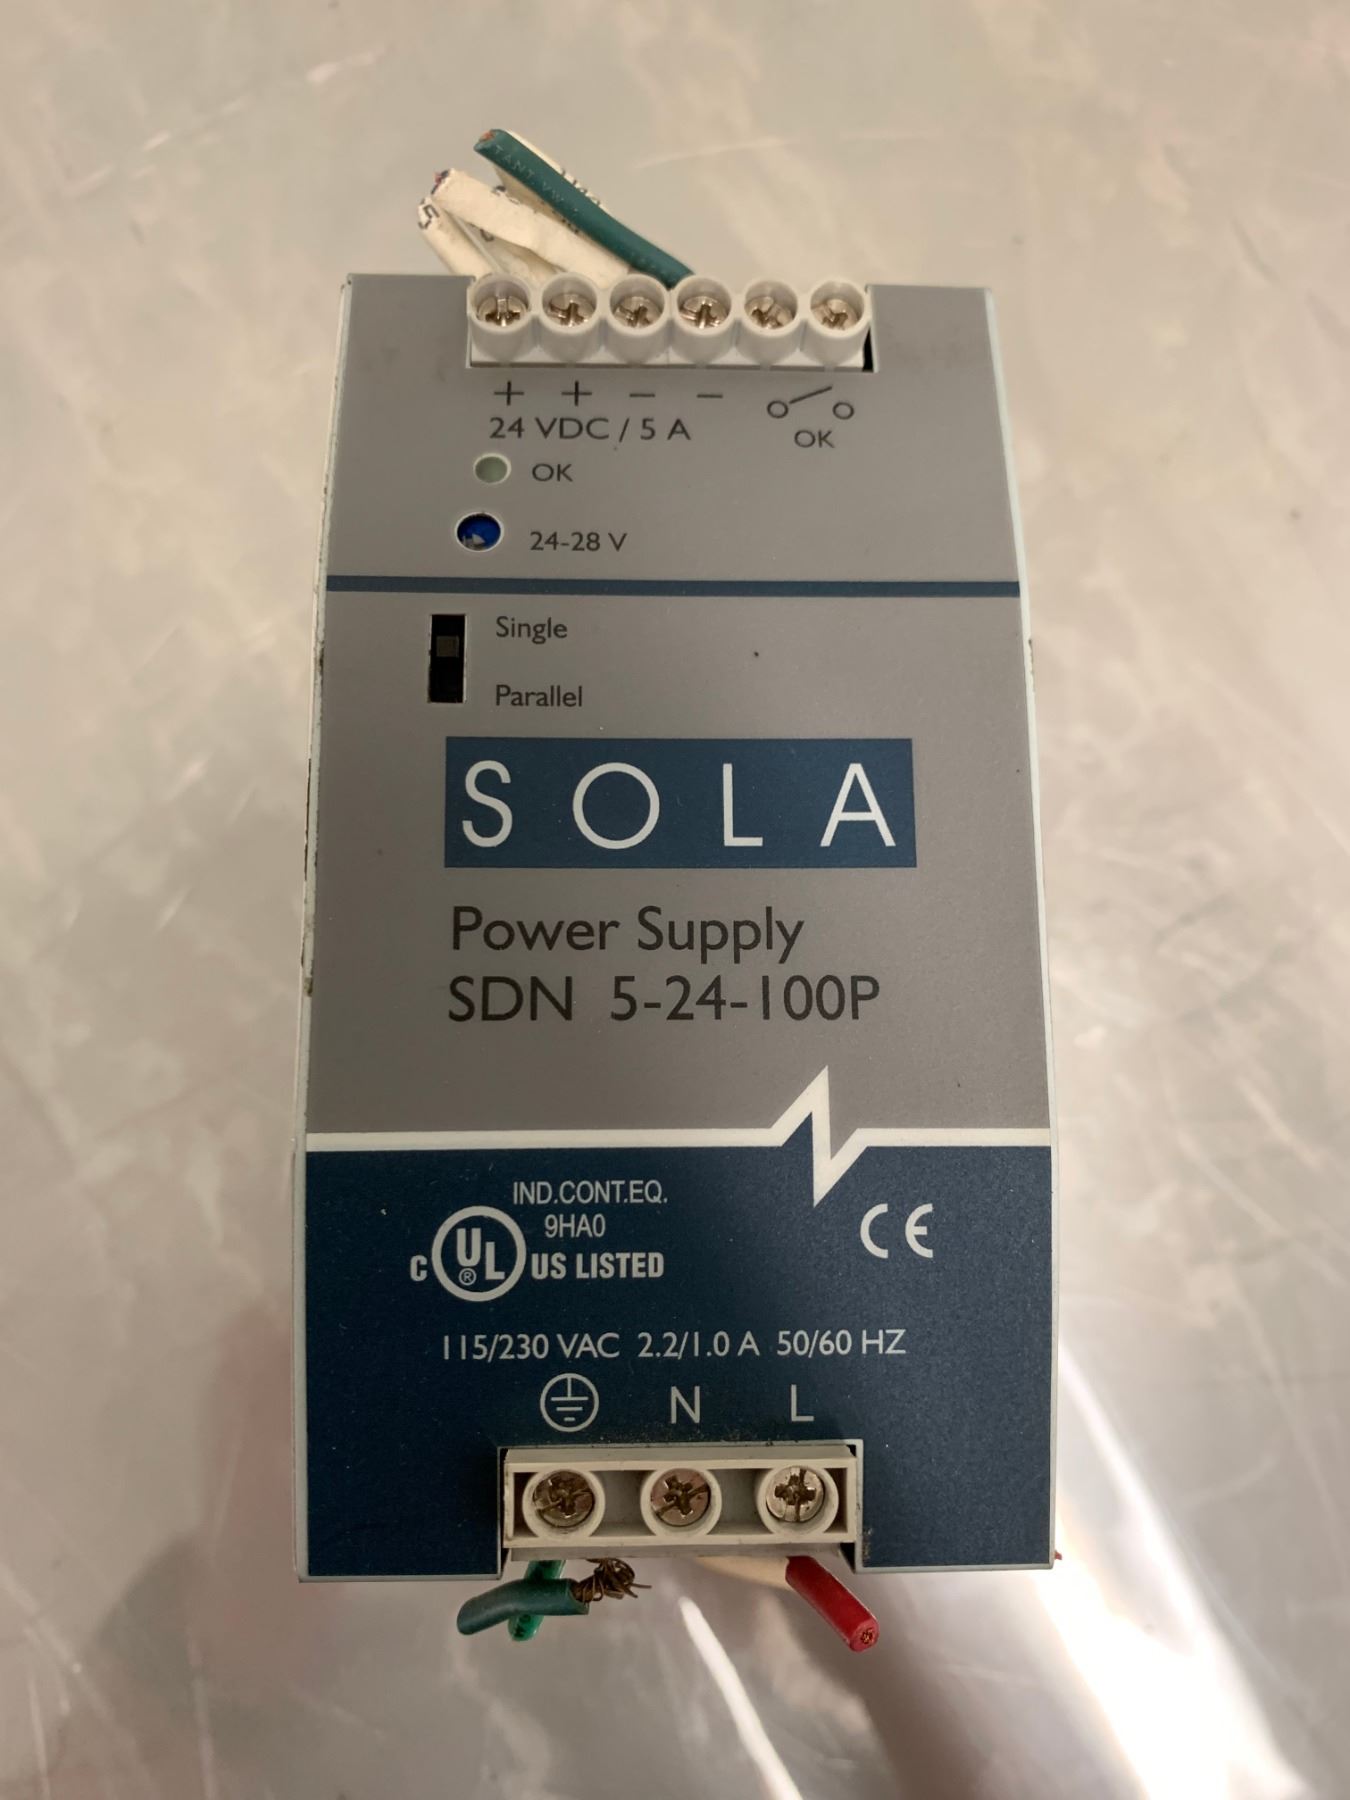 + + − −
24 VDC / 5 A
OK
OK
24-28 V
Single
Parallel
SOLA
Power Supply
SDN 5-24-100P
IND.CONT.EQ.
9HA0
C UL® US LISTED
CE
115/230 VAC 2.2/1.0 A 50/60 HZ
N L